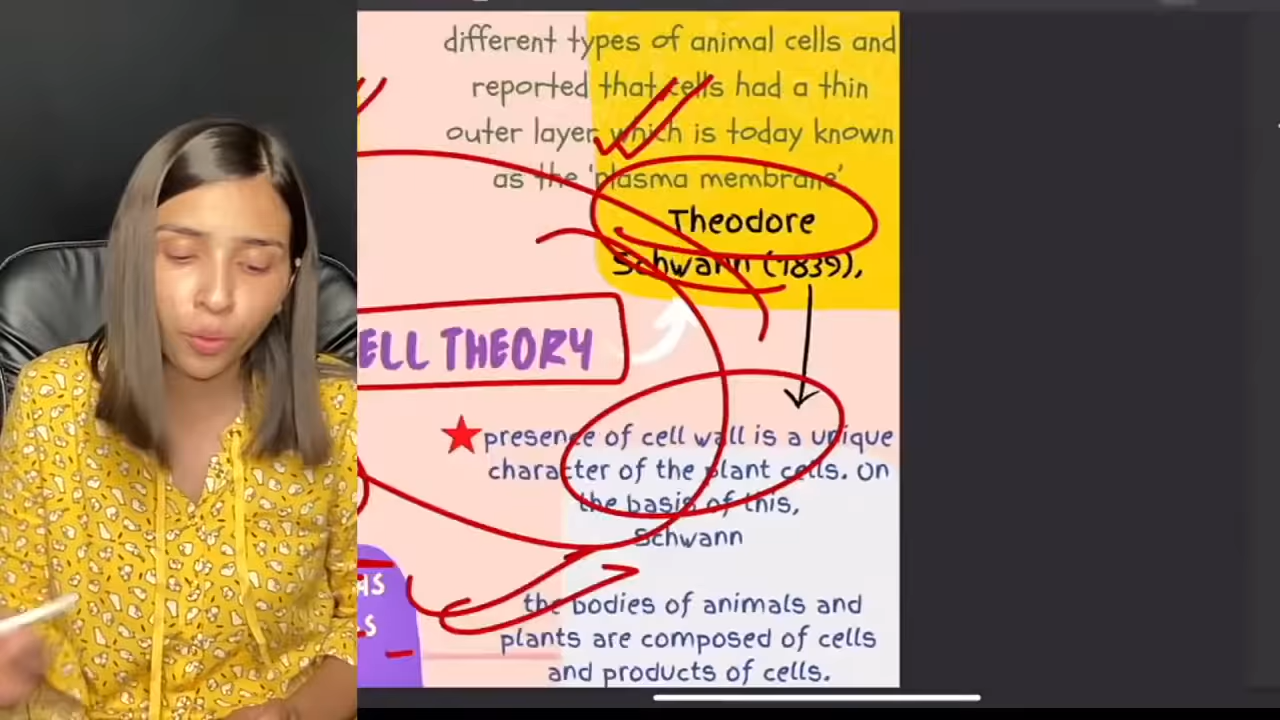 different types of animal cells and
reported that cells had a thin
outer layer which is today known
as the 'plasma membrane'
Theodore
Schwann (1839),
ELL THEORY
presence of cell wall is a unique
character of the plant cells. On
the basis of this,
Schwann
AS
S
the bodies of animals and
plants are composed of cells
and products of cells.